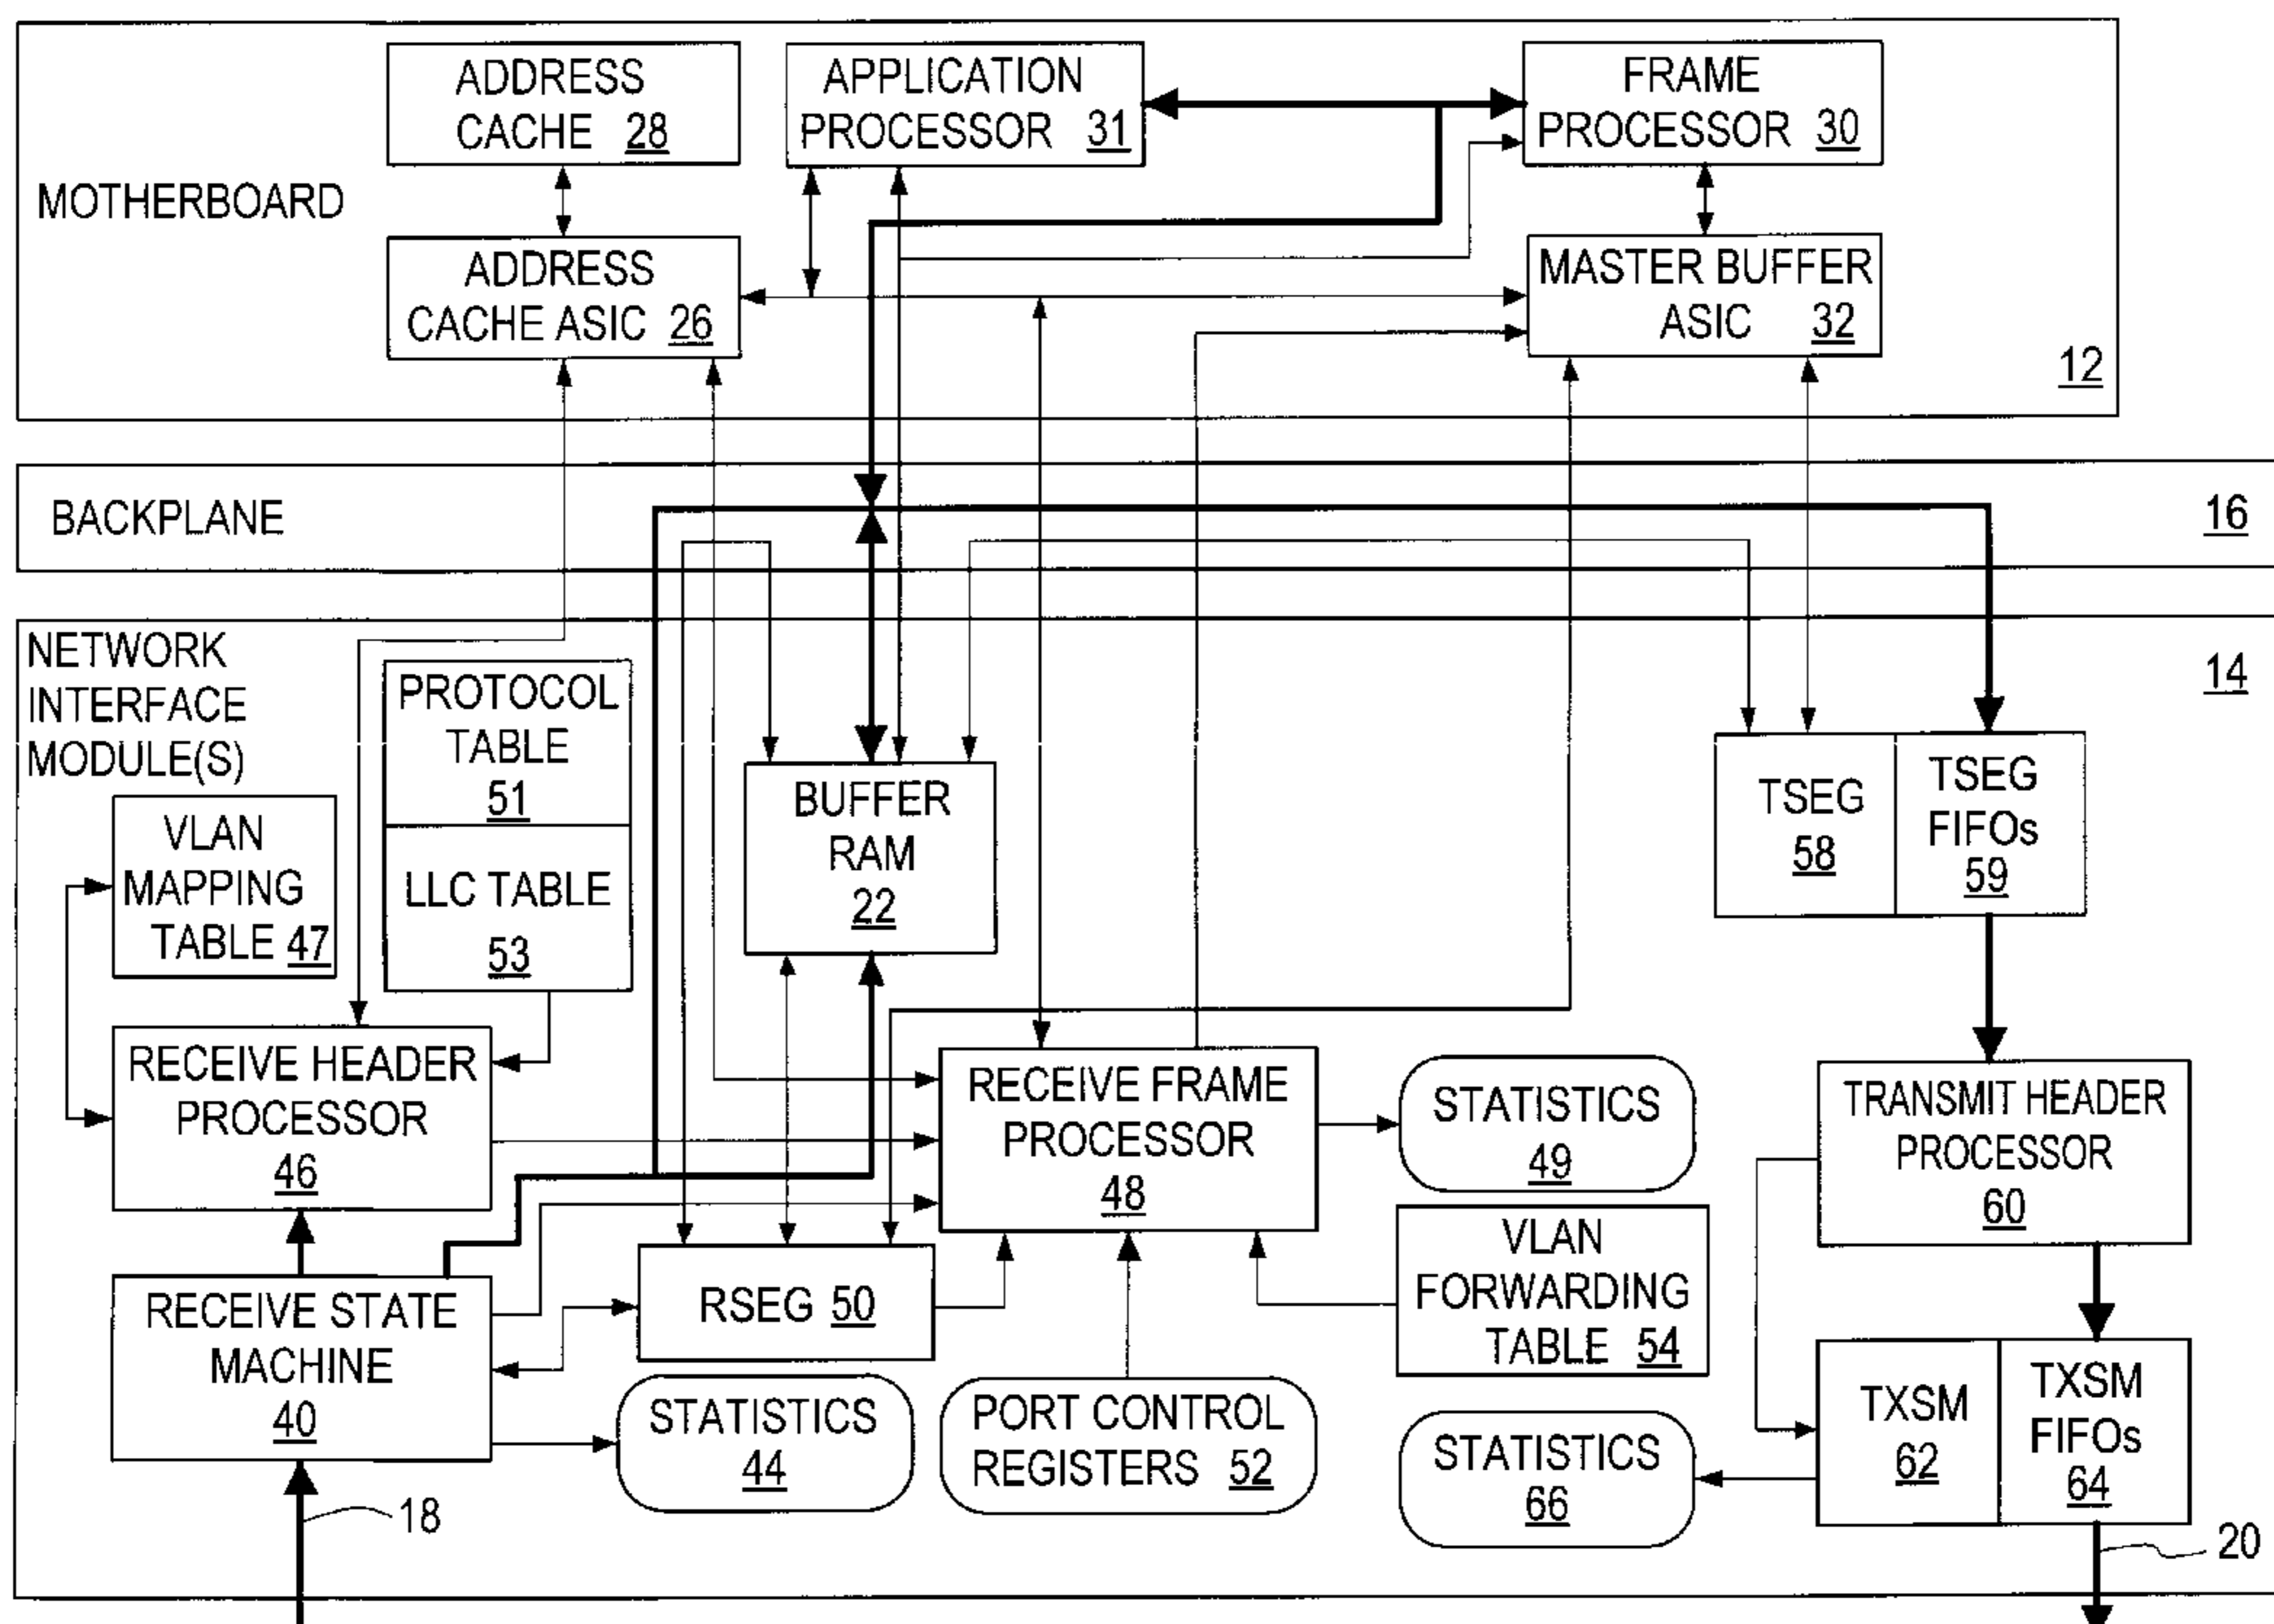 MOTHERBOARD
ADDRESS
CACHE 28
APPLICATION
PROCESSOR 31
FRAME
PROCESSOR 30
ADDRESS
CACHE ASIC 26
MASTER BUFFER
ASIC 32
12
BACKPLANE
16
NETWORK
INTERFACE
MODULE(S)
14
PROTOCOL
TABLE
51
LLC TABLE
53
VLAN
MAPPING
TABLE 47
BUFFER
RAM
22
TSEG
58
TSEG
FIFOs
59
RECEIVE HEADER
PROCESSOR
46
RECEIVE FRAME
PROCESSOR
48
STATISTICS
49
TRANSMIT HEADER
PROCESSOR
60
RECEIVE STATE
MACHINE
40
RSEG 50
VLAN
FORWARDING
TABLE 54
STATISTICS
44
PORT CONTROL
REGISTERS 52
STATISTICS
66
TXSM
62
TXSM
FIFOs
64
18
20